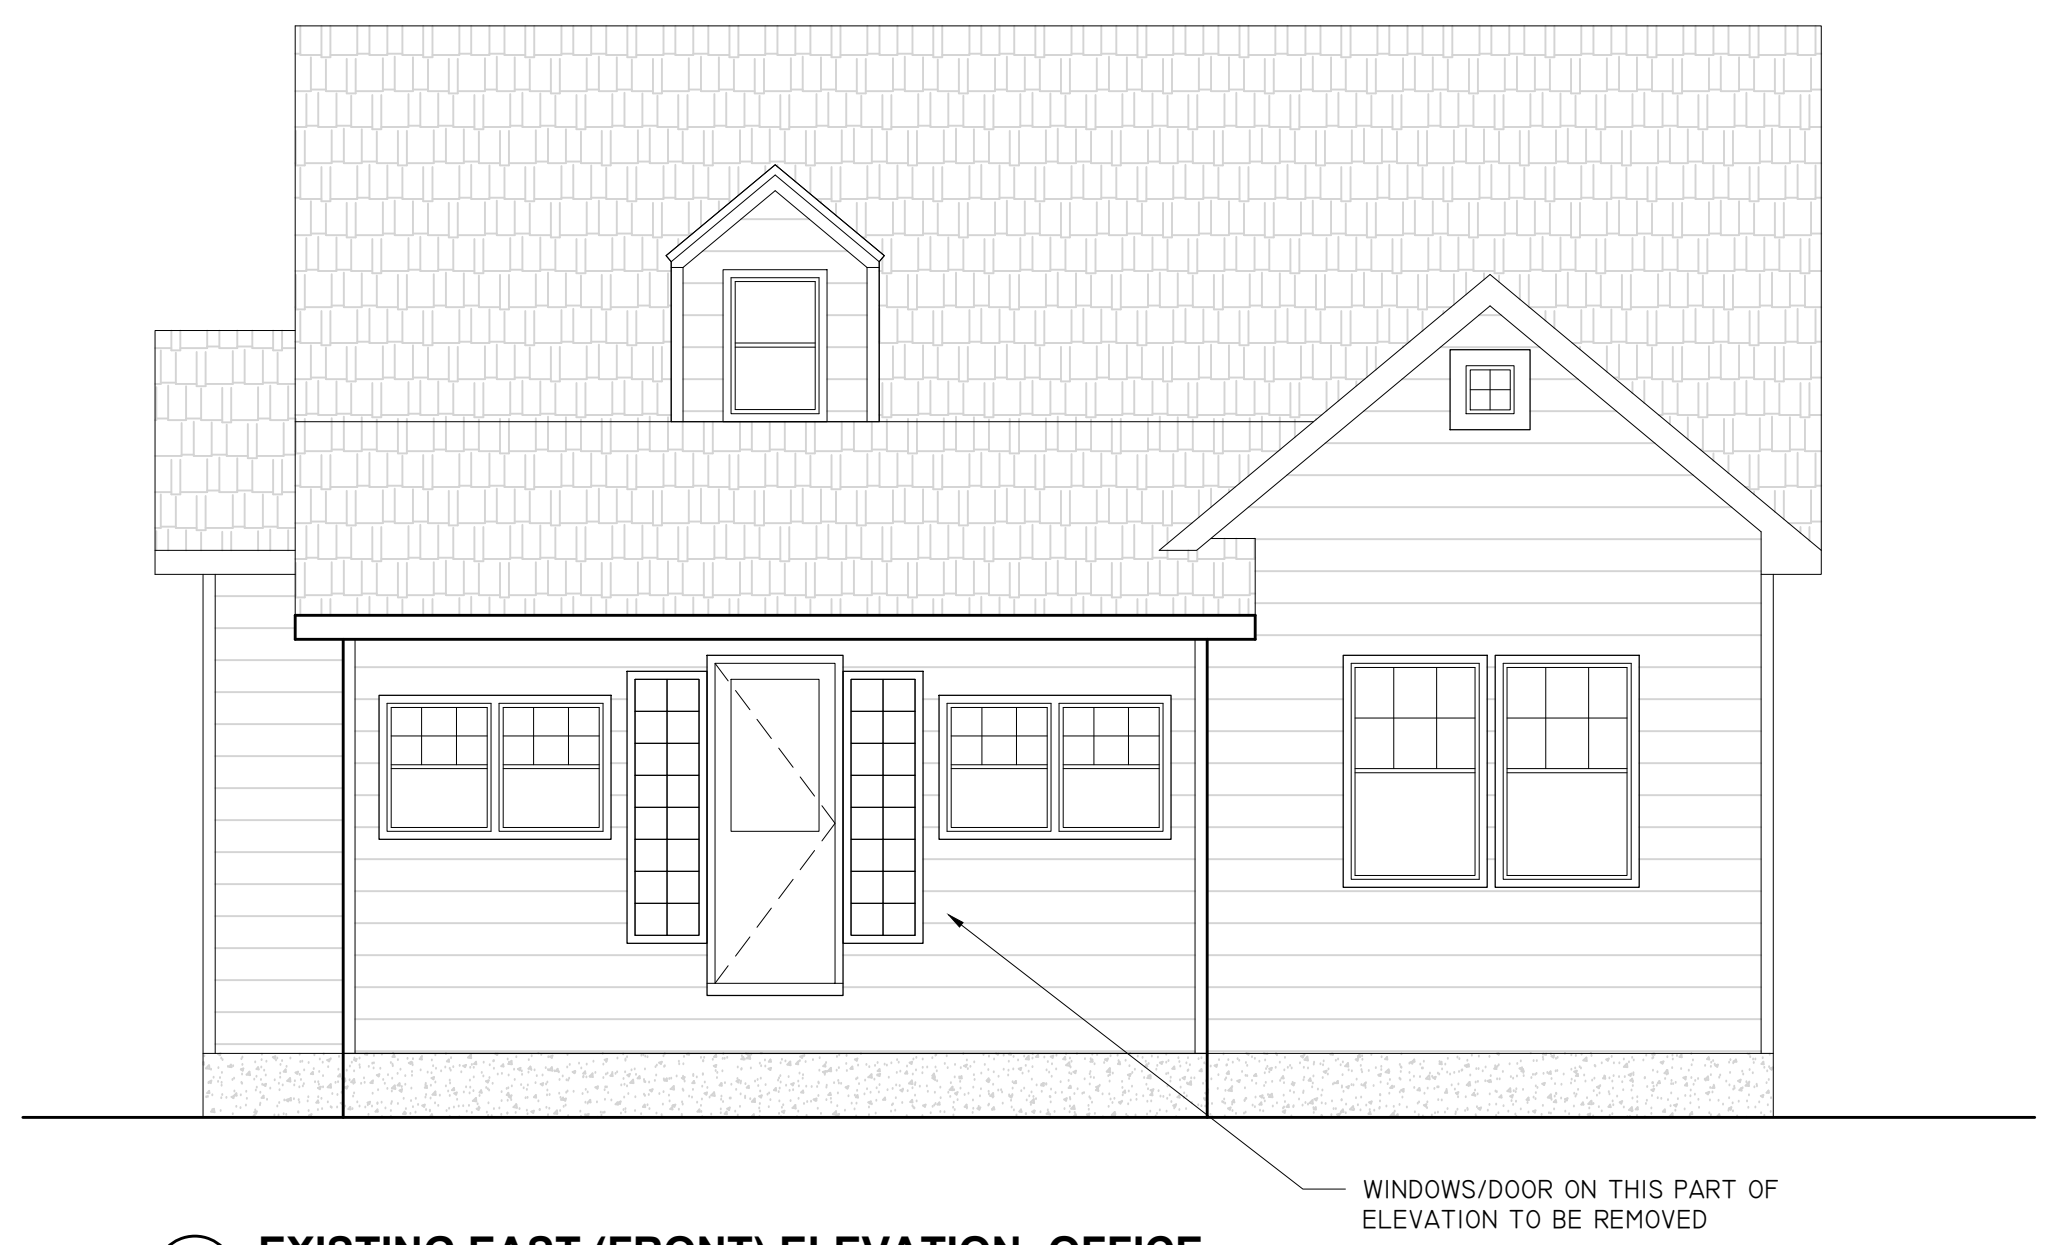 WINDOWS/DOOR ON THIS PART OF
ELEVATION TO BE REMOVED
EXISTING EAST (FRONT) ELEVATION- OFFICE